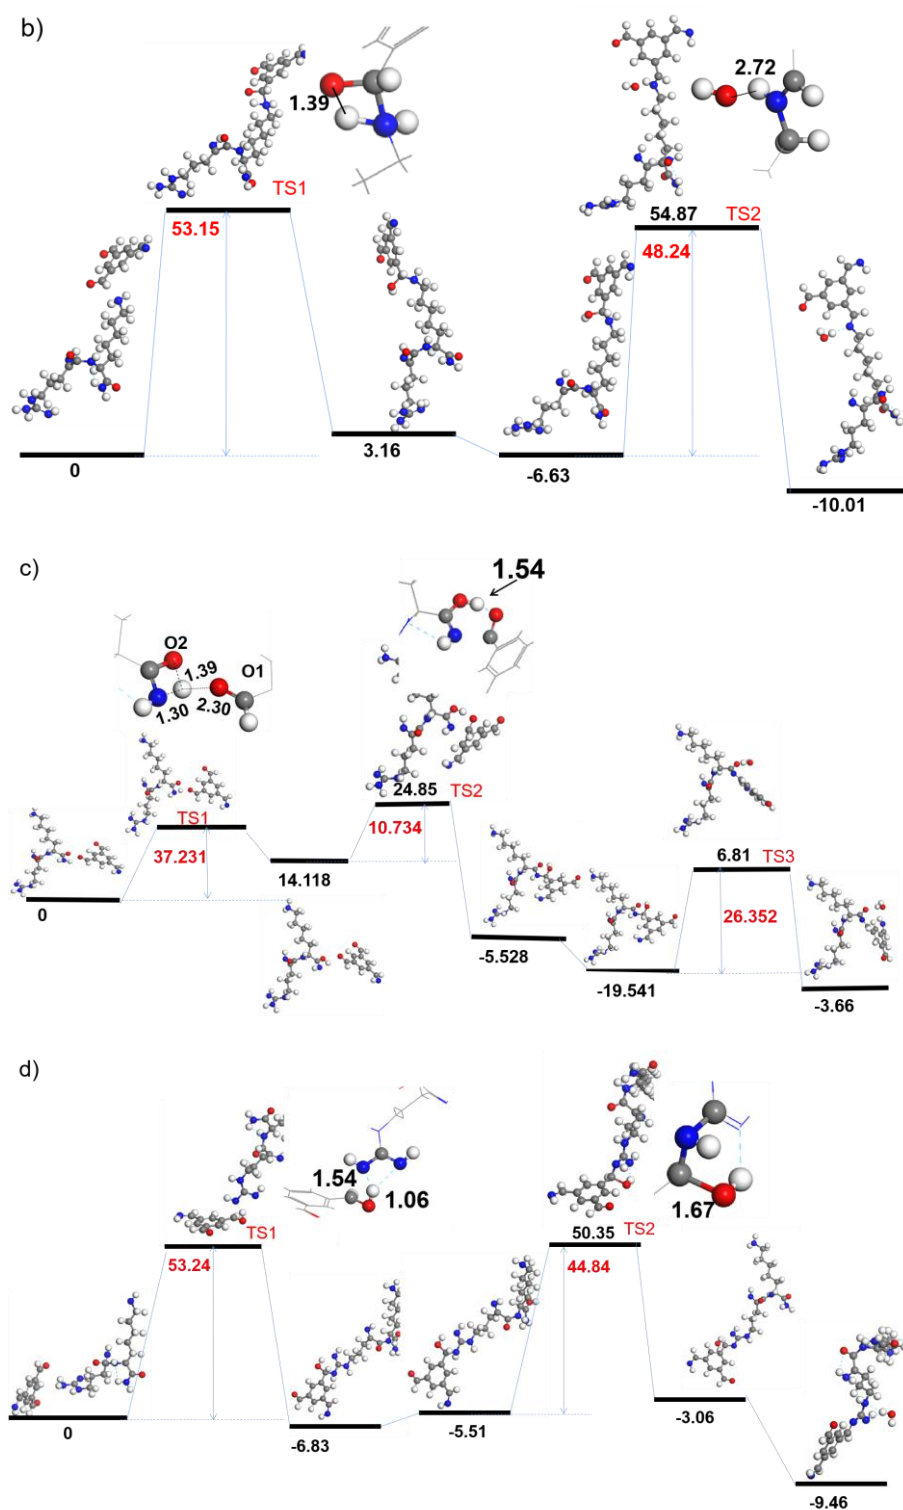 b)
1.39
2.72
TS1
53.15
54.87 TS2
48.24
0
3.16
-6.63
-10.01
c)
1.54
O2
1.39
O1
1.30
2.30
TS1
37.231
24.85
TS2
10.734
0
14.118
6.81 TS3
26.352
-5.528
-19.541
-3.66
d)
1.54
1.06
1.67
TS1
53.24
50.35 TS2
44.84
0
-6.83
-5.51
-3.06
-9.46